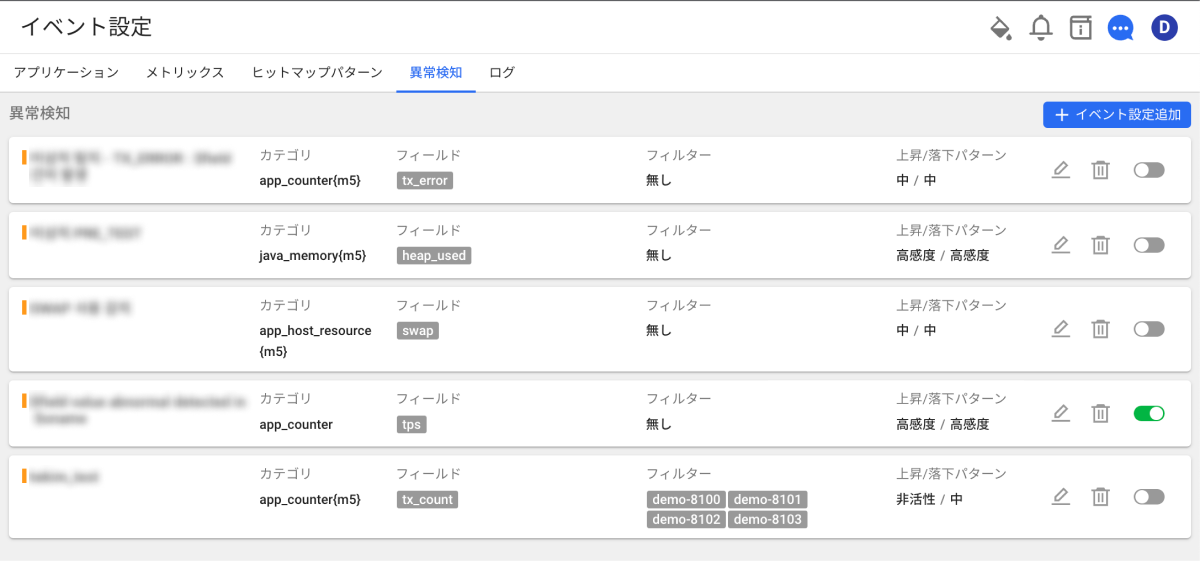 イベント設定
D
アプリケーション メトリックス ヒットマップパターン 異常検知 ログ
異常検知
イベント設定追加
カテゴリ フィールド フィルター 上昇/落下パターン
app_counter{m5} tx_error 無し 中 / 中
カテゴリ フィールド フィルター 上昇/落下パターン
java_memory{m5} heap_used 無し 高感度 / 高感度
カテゴリ フィールド フィルター 上昇/落下パターン
app_host_resource swap 無し 中 / 中
{m5}
カテゴリ フィールド フィルター 上昇/落下パターン
app_counter tps 無し 高感度 / 高感度
カテゴリ フィールド フィルター 上昇/落下パターン
app_counter{m5} tx_count demo-8100 demo-8101 非活性 / 中
demo-8102 demo-8103